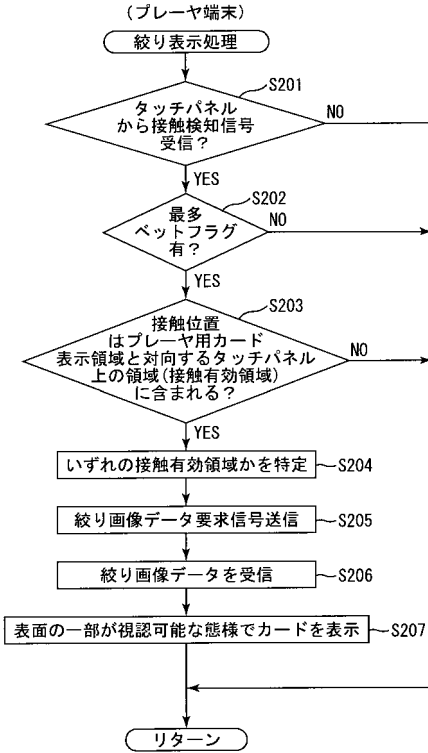 (プレーヤ端末)
絞り表示処理
S201
タッチパネル
から接触検知信号
受信？
NO
YES
S202
最多
ベットフラグ
有？
NO
YES
S203
接触位置
はプレーヤ用カード
表示領域と対向するタッチパネル
上の領域(接触有効領域)
に含まれる？
NO
YES
いずれの接触有効領域かを特定
S204
絞り画像データ要求信号送信
S205
絞り画像データを受信
S206
表面の一部が視認可能な態様でカードを表示
S207
リターン